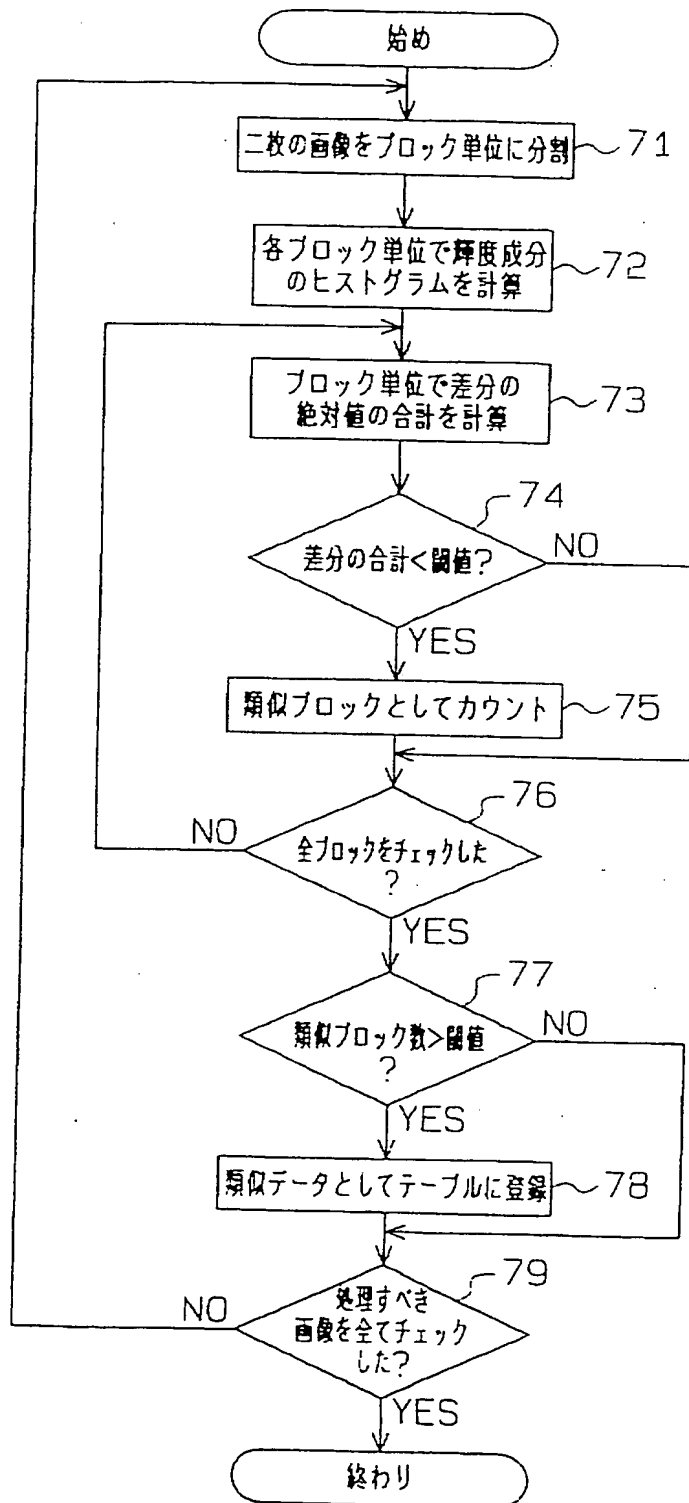 始め
二枚の画像をブロック単位に分割
71
各ブロック単位で輝度成分
のヒストグラムを計算
72
ブロック単位で差分の
絶対値の合計を計算
73
74
差分の合計<閾値?
NO
YES
類似ブロックとしてカウント
75
76
NO
全ブロックをチェックした
?
YES
77
類似ブロック数>閾値
?
NO
YES
類似データとしてテーブルに登録
78
79
NO
処理すべき
画像を全てチェック
した?
YES
終わり